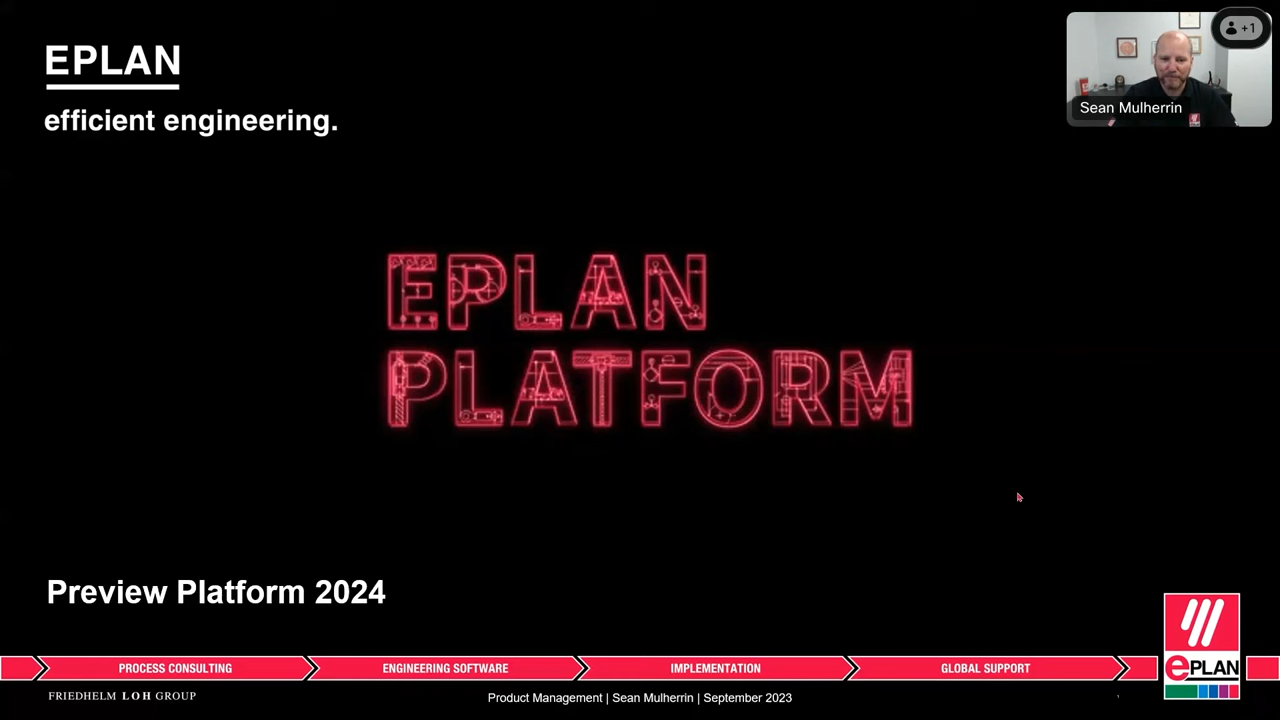 EPLAN
efficient engineering.
+1
Sean Mulherrin
EPLAN
PLATFORM
Preview Platform 2024
PROCESS CONSULTING
ENGINEERING SOFTWARE
IMPLEMENTATION
GLOBAL SUPPORT
ePLAN
FRIEDHELM LOH GROUP
Product Management | Sean Mulherrin | September 2023